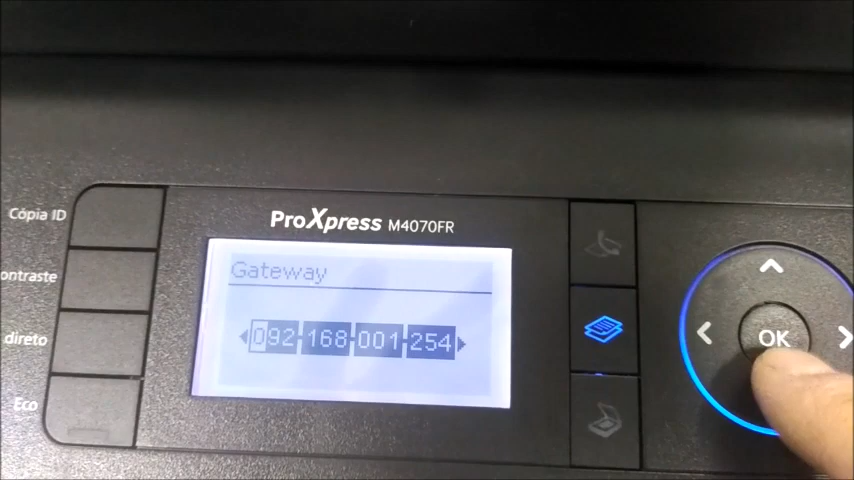 Cópia ID
ontraste
direto
Eco
ProXpress M4070FR
Gateway
092.168.001.254
OK